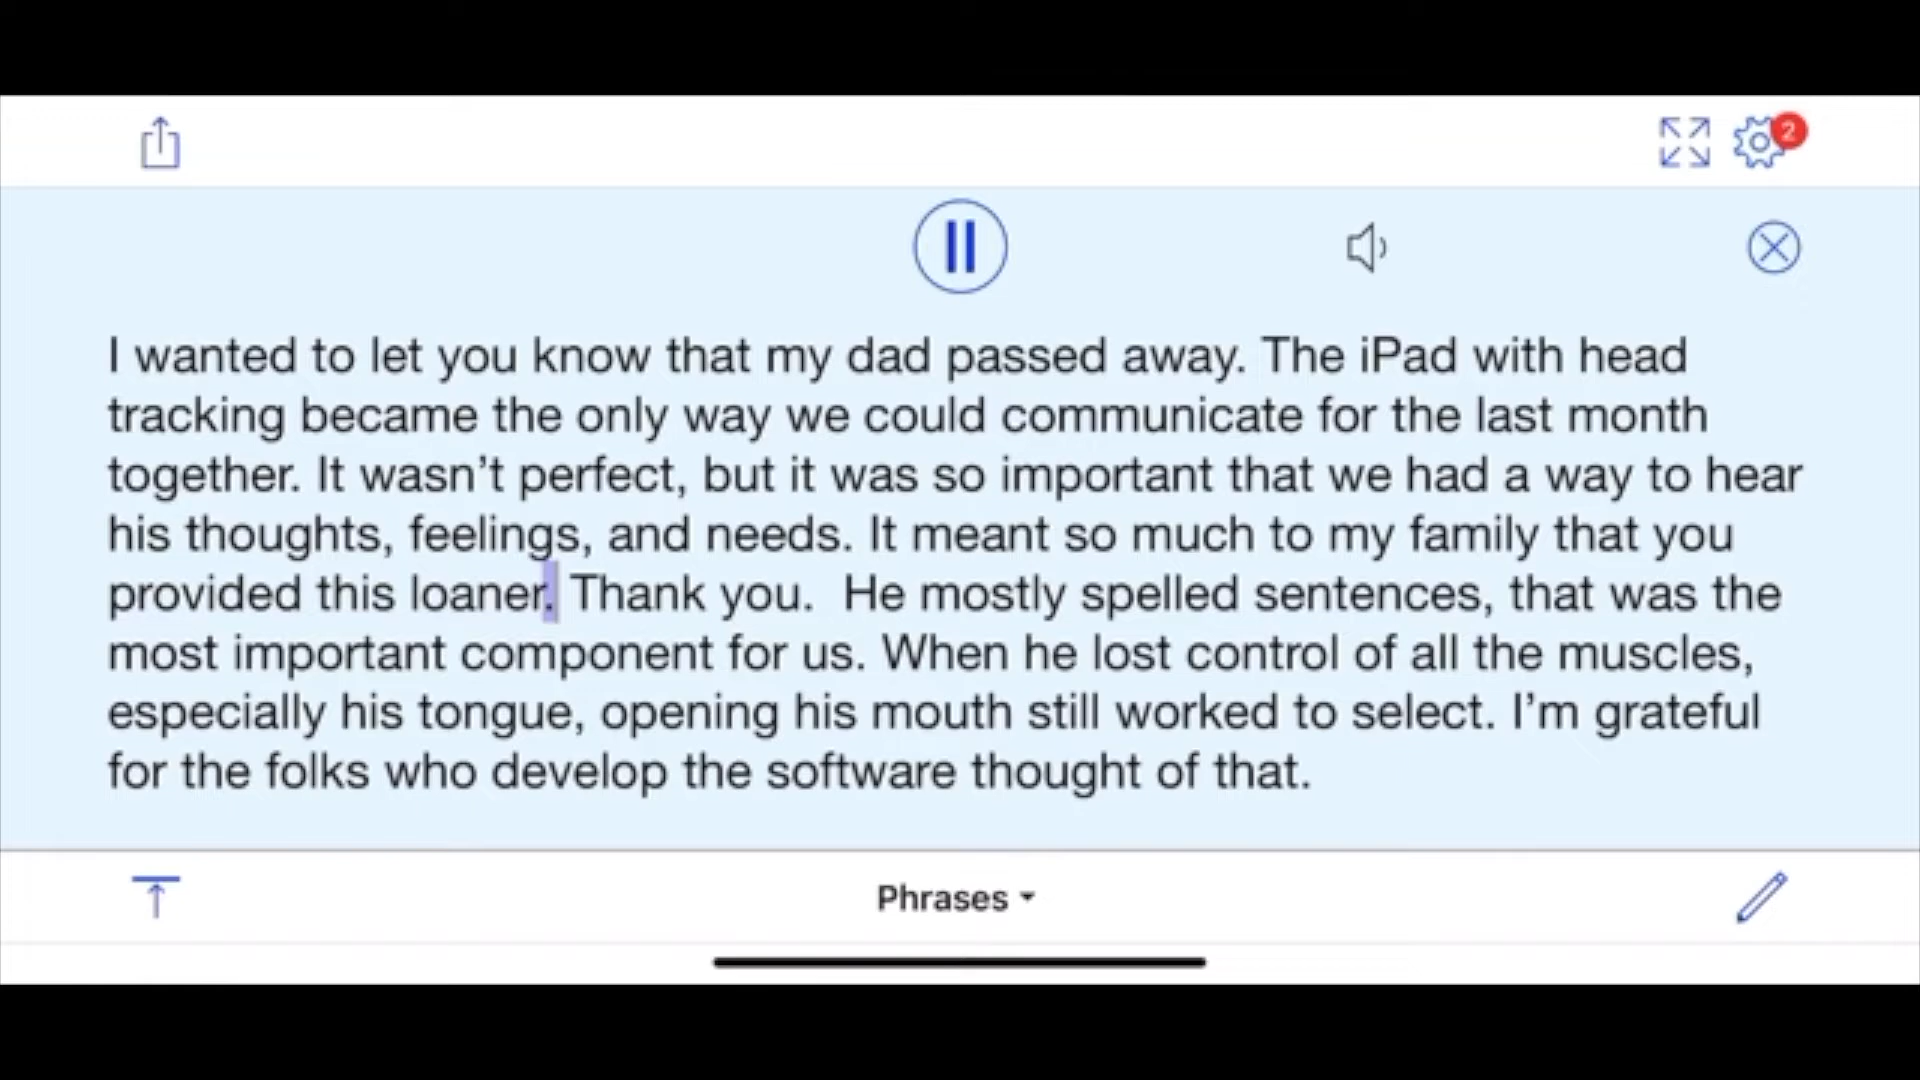 2
I wanted to let you know that my dad passed away. The iPad with head
tracking became the only way we could communicate for the last month
together. It wasn’t perfect, but it was so important that we had a way to hear
his thoughts, feelings, and needs. It meant so much to my family that you
provided this loaner. Thank you.  He mostly spelled sentences, that was the
most important component for us. When he lost control of all the muscles,
especially his tongue, opening his mouth still worked to select. I’m grateful
for the folks who develop the software thought of that.
Phrases